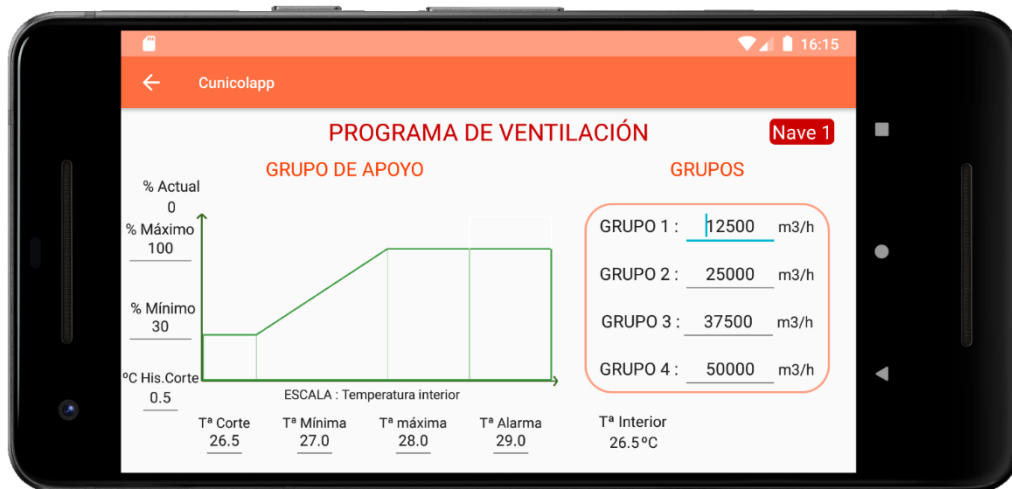 16:15
Cunicolapp
PROGRAMA DE VENTILACIÓN
Nave 1
GRUPO DE APOYO
% Actual
0
% Máximo
100
% Mínimo
30
ºC His.Corte
0.5
ESCALA : Temperatura interior
Tª Corte
26.5
Tª Mínima
27.0
Tª máxima
28.0
Tª Alarma
29.0
GRUPOS
GRUPO 1 : 12500 m3/h
GRUPO 2 : 25000 m3/h
GRUPO 3 : 37500 m3/h
GRUPO 4 : 50000 m3/h
Tª Interior
26.5ºC